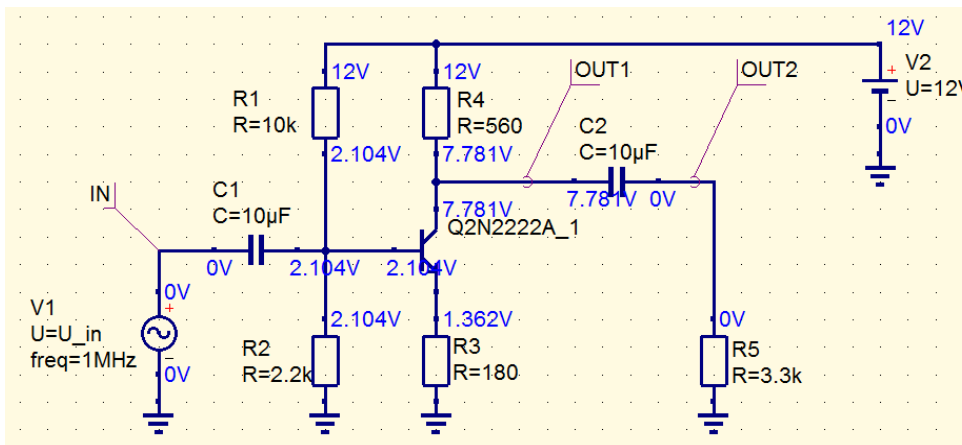 12V
12V
12V
OUT1
OUT2
V2
U=12V
R1
R=10k
R4
R=560
C2
C=10µF
0V
2.104V
7.781V
IN
C1
C=10µF
7.781V
7.781V
0V
Q2N2222A_1
0V
2.104V
2.104V
0V
2.104V
1.362V
0V
V1
U=U_in
freq=1MHz
R2
R=2.2k
R3
R=180
R5
R=3.3k
0V